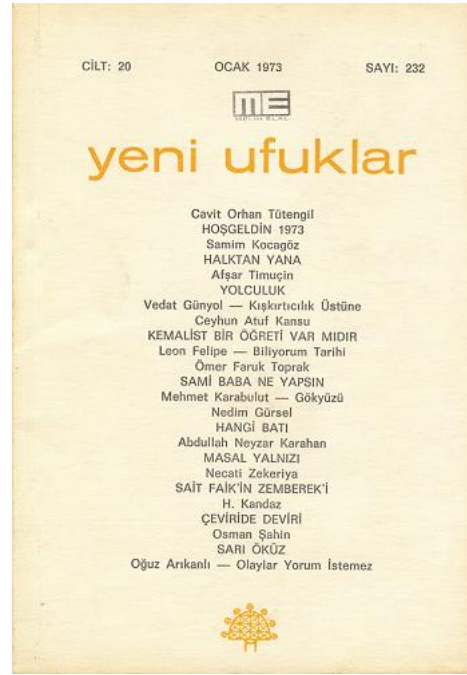 CİLT: 20 OCAK 1973 SAYI: 232
ME
yeni ufuklar
Cavit Orhan Tütengil
HOŞGELDİN 1973
Samim Kocagöz
HALKTAN YANA
Afşar Timuçin
YOLCULUK
Vedat Günyol — Kışkırtıcılık Üstüne
Ceyhun Atuf Kansu
KEMALİST BİR ÖĞRETİ VAR MIDIR
Leon Felipe — Biliyorum Tarihi
Ömer Faruk Toprak
SAMİ BABA NE YAPSIN
Mehmet Karabulut — Gökyüzü
Nedim Gürsel
HANGİ BATI
Abdullah Neyzar Karahan
MASAL YALNIZI
Necati Zekeriya
SAİT FAİK'İN ZEMBEREK'İ
H. Kandaz
ÇEVİRİDE DEVİRİ
Osman Şahin
SARI ÖKÜZ
Oğuz Arıkanlı — Olaylar Yorum İstemez